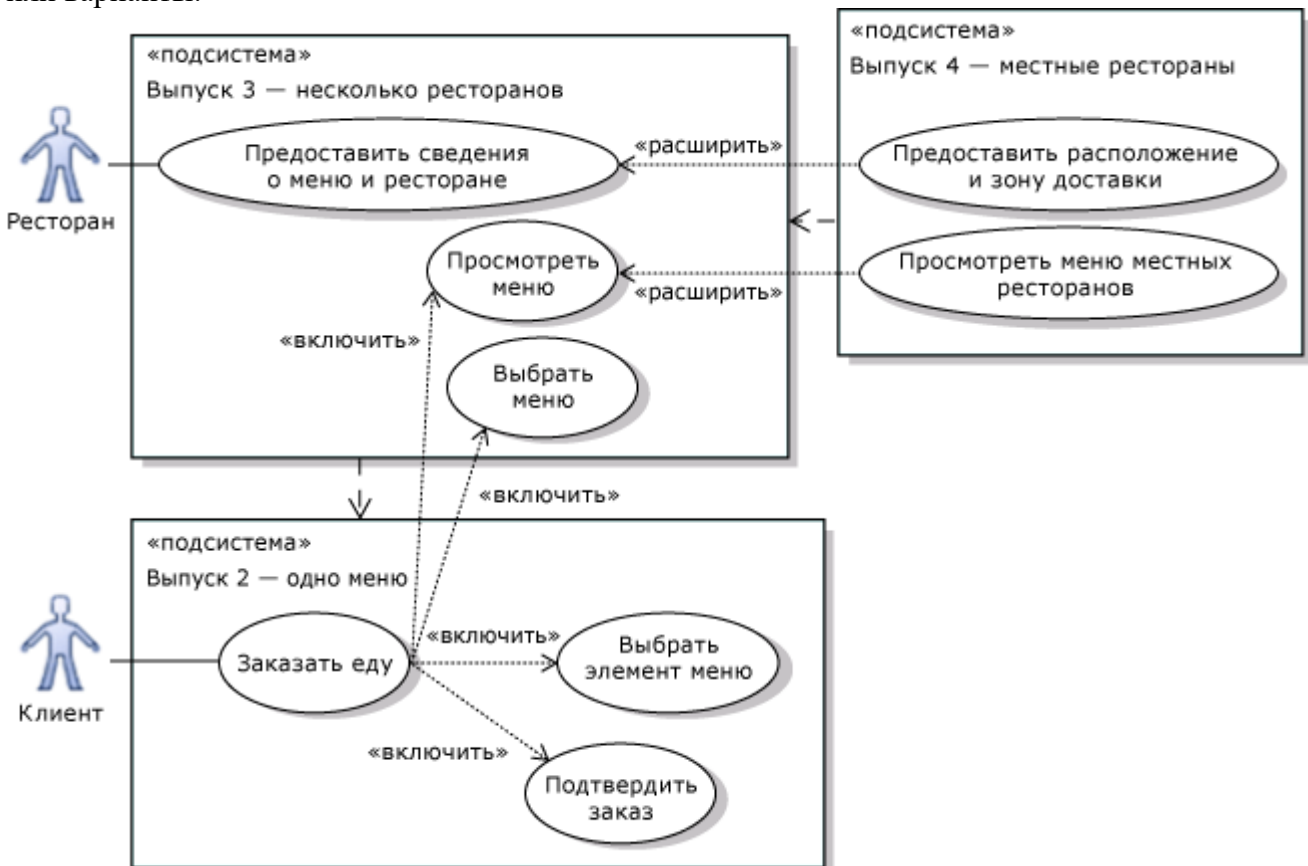 или варианты.
«подсистема»
Выпуск 3 — несколько ресторанов
Ресторан
Предоставить сведения
о меню и ресторане
«расширить»
Просмотреть
меню
«расширить»
«включить»
Выбрать
меню
«включить»
«подсистема»
Выпуск 4 — местные рестораны
Предоставить расположение
и зону доставки
Просмотреть меню местных
ресторанов
«подсистема»
Выпуск 2 — одно меню
Клиент
Заказать еду
«включить»
Выбрать
элемент меню
«включить»
Подтвердить
заказ